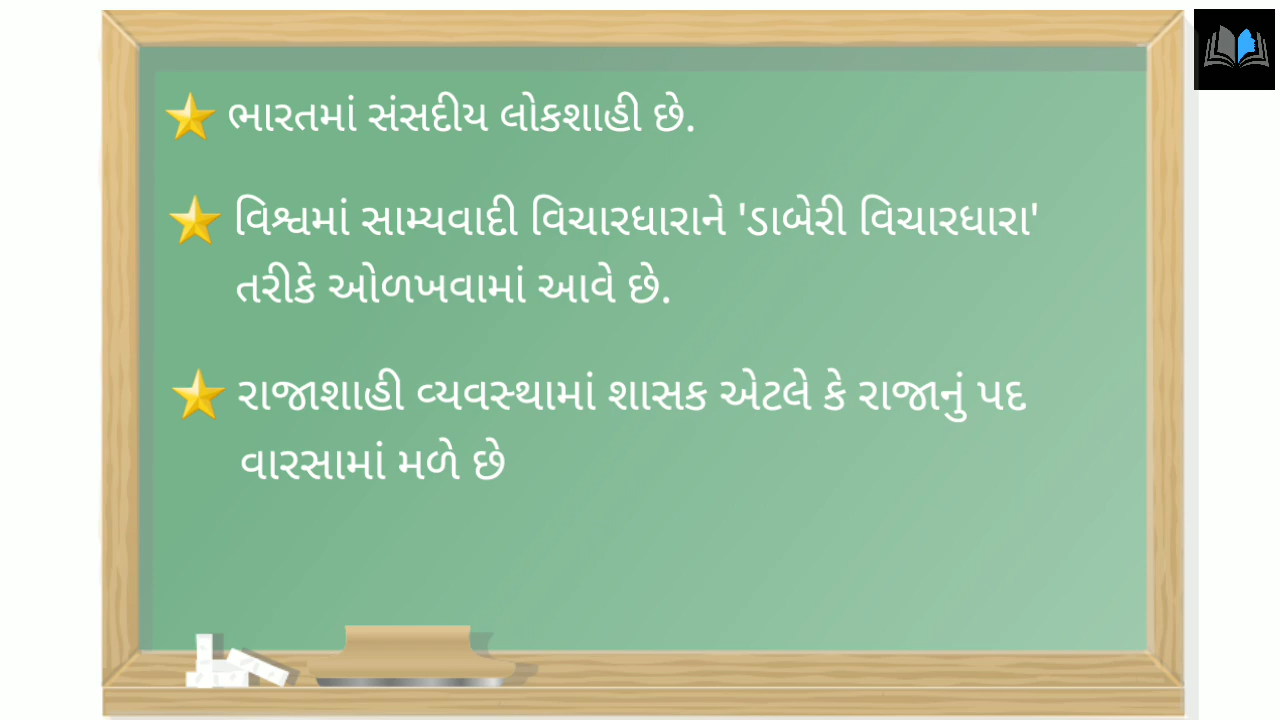 ભારતમાં સંસદીય લોકશાહી છે.
વિશ્વમાં સામ્યવાદી વિચારધારાને 'ડાબેરી વિચારધારા'
તરીકે ઓળખવામાં આવે છે.
રાજાશાહી વ્યવસ્થામાં શાસક એટલે કે રાજાનું પદ
વારસામાં મળે છે